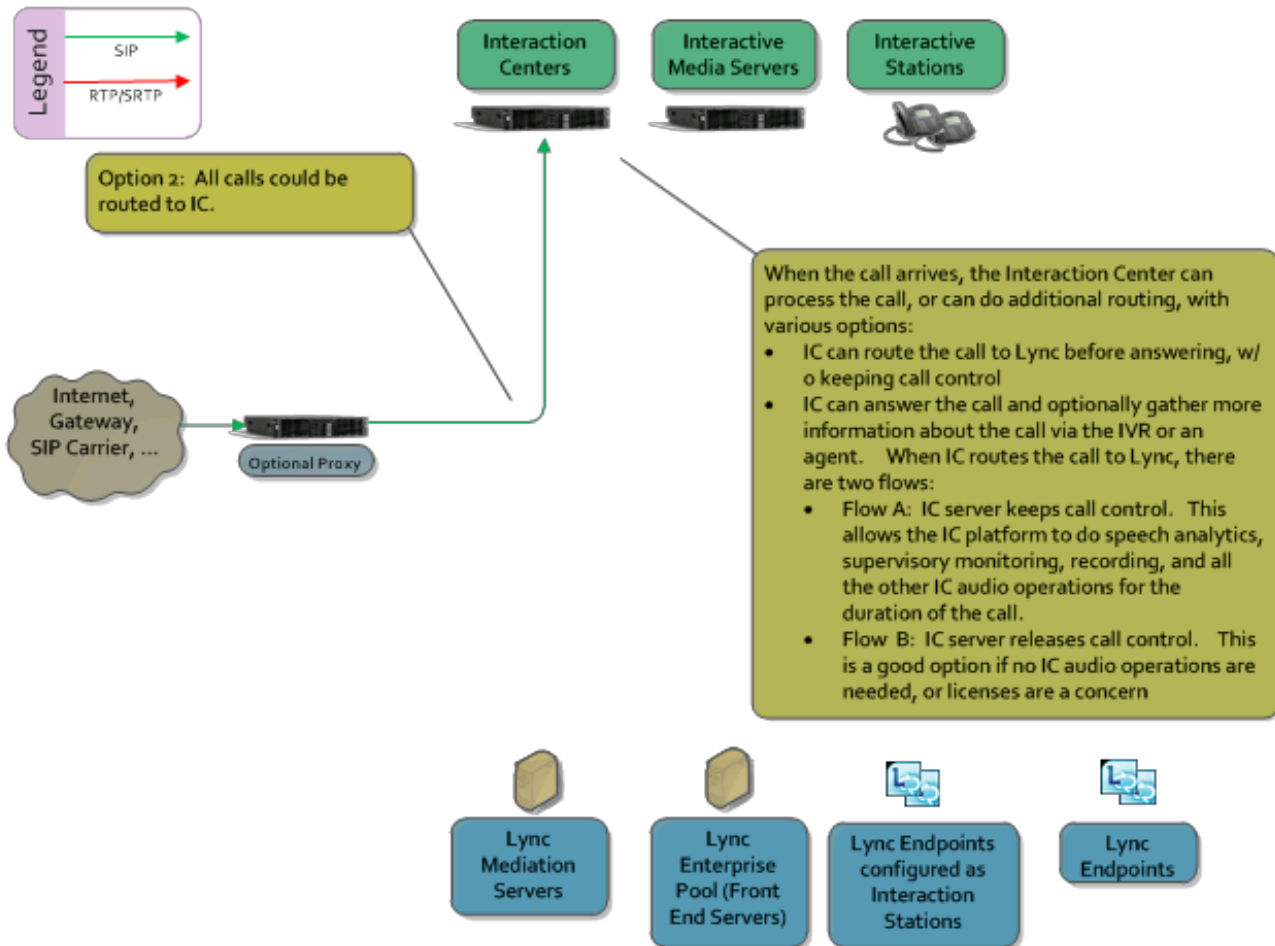 Legend
SIP
RTP/SRTP
Interaction
Centers
Interactive
Media Servers
Interactive
Stations
Option 2: All calls could be
routed to IC.
When the call arrives, the Interaction Center can
process the call, or can do additional routing, with
various options:
• IC can route the call to Lync before answering, w/
o keeping call control
• IC can answer the call and optionally gather more
information about the call via the IVR or an
agent. When IC routes the call to Lync, there
are two flows:
• Flow A: IC server keeps call control. This
allows the IC platform to do speech analytics,
supervisory monitoring, recording, and all
the other IC audio operations for the
duration of the call.
• Flow B: IC server releases call control. This
is a good option if no IC audio operations are
needed, or licenses are a concern
Internet,
Gateway,
SIP Carrier, ...
Optional Proxy
Lync
Mediation
Servers
Lync
Enterprise
Pool (Front
End Servers)
Lync Endpoints
configured as
Interaction
Stations
Lync
Endpoints